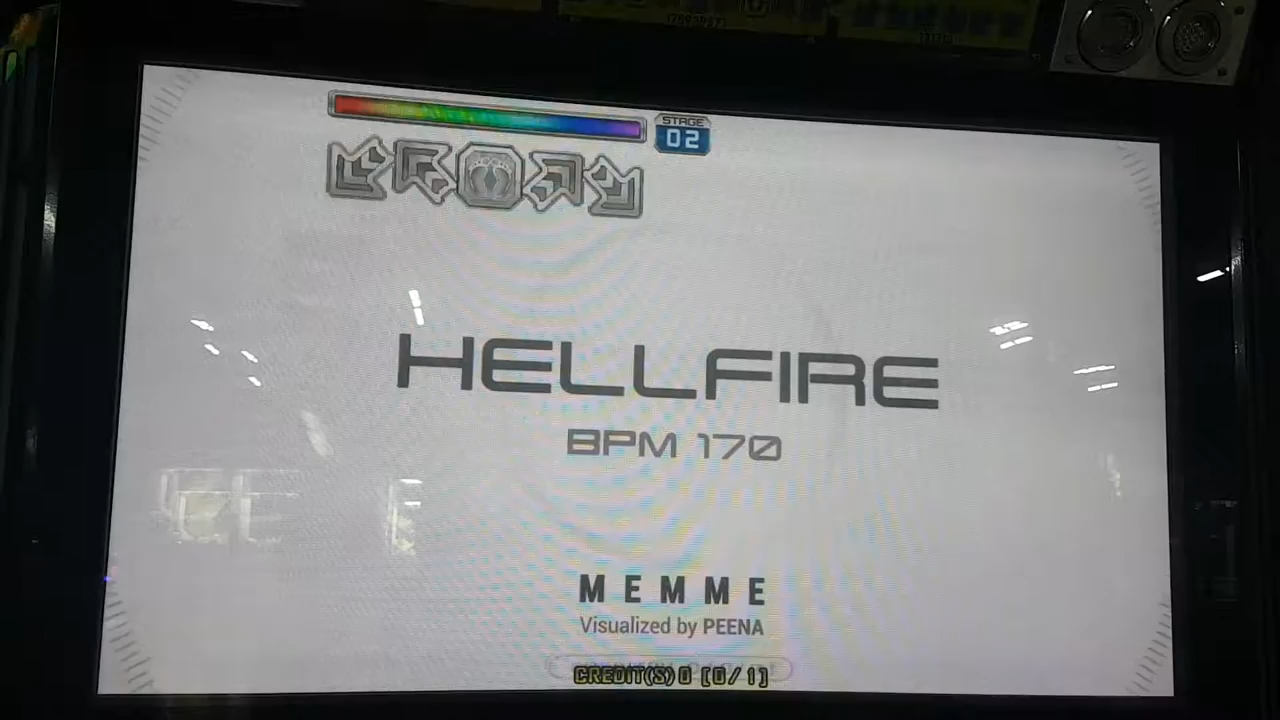 STAGE
02
HELLFIRE
BPM 170
MEMME
Visualized by PEENA
CREDIT(S) 0 [0/1]